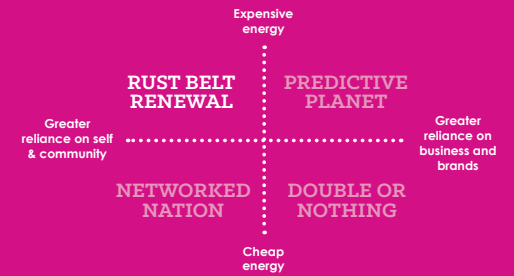 Expensive
energy
RUST BELT
RENEWAL
PREDICTIVE
PLANET
Greater
reliance on self
& community
Greater
reliance on
business and
brands
NETWORKED
NATION
DOUBLE OR
NOTHING
Cheap
energy